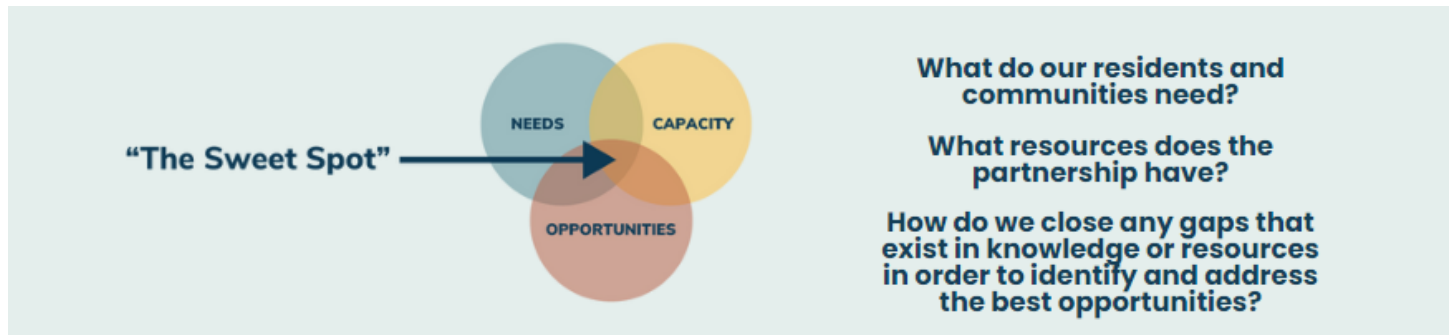 “The Sweet Spot”
NEEDS
CAPACITY
OPPORTUNITIES
What do our residents and
communities need?
What resources does the
partnership have?
How do we close any gaps that
exist in knowledge or resources
in order to identify and address
the best opportunities?